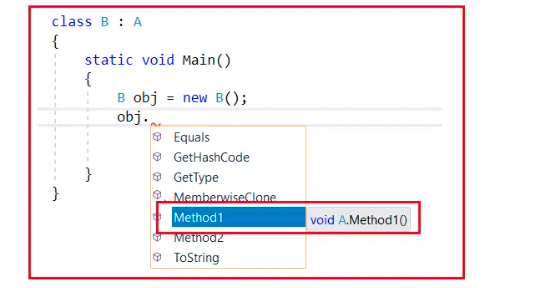 class B : A
{
static void Main()
{
B obj = new B();
obj.
Equals
GetHashCode
GetType
MemberwiseClone
Method1 void A.Method1()
Method2
ToString
}
}